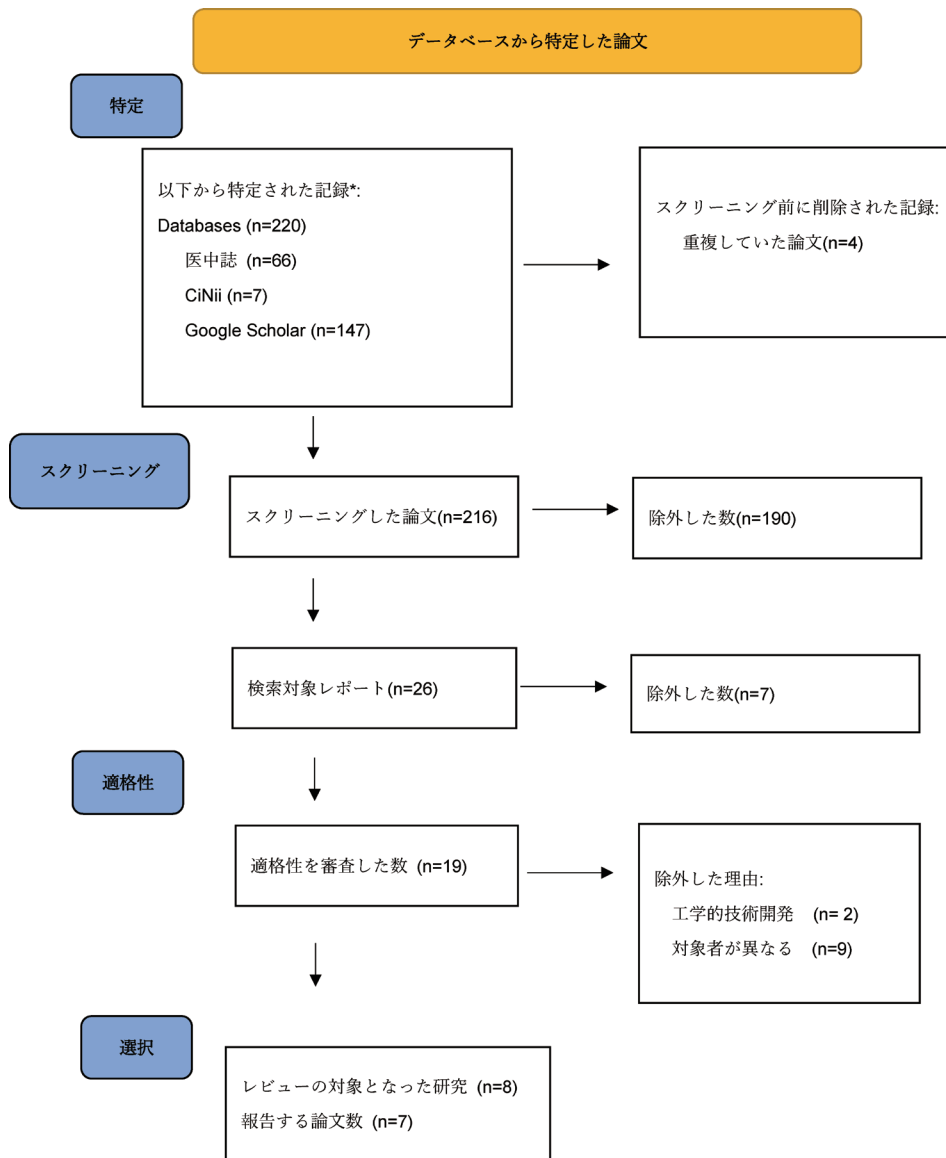 データベースから特定した論文
特定
以下から特定された記録*:
Databases (n=220)
医中誌 (n=66)
CiNii (n=7)
Google Scholar (n=147)
スクリーニング前に削除された記録:
重複していた論文(n=4)
スクリーニング
スクリーニングした論文(n=216)
除外した数(n=190)
検索対象レポート(n=26)
除外した数(n=7)
適格性
適格性を審査した数 (n=19)
除外した理由:
工学的技術開発 (n= 2)
対象者が異なる (n=9)
選択
レビューの対象となった研究 (n=8)
報告する論文数 (n=7)